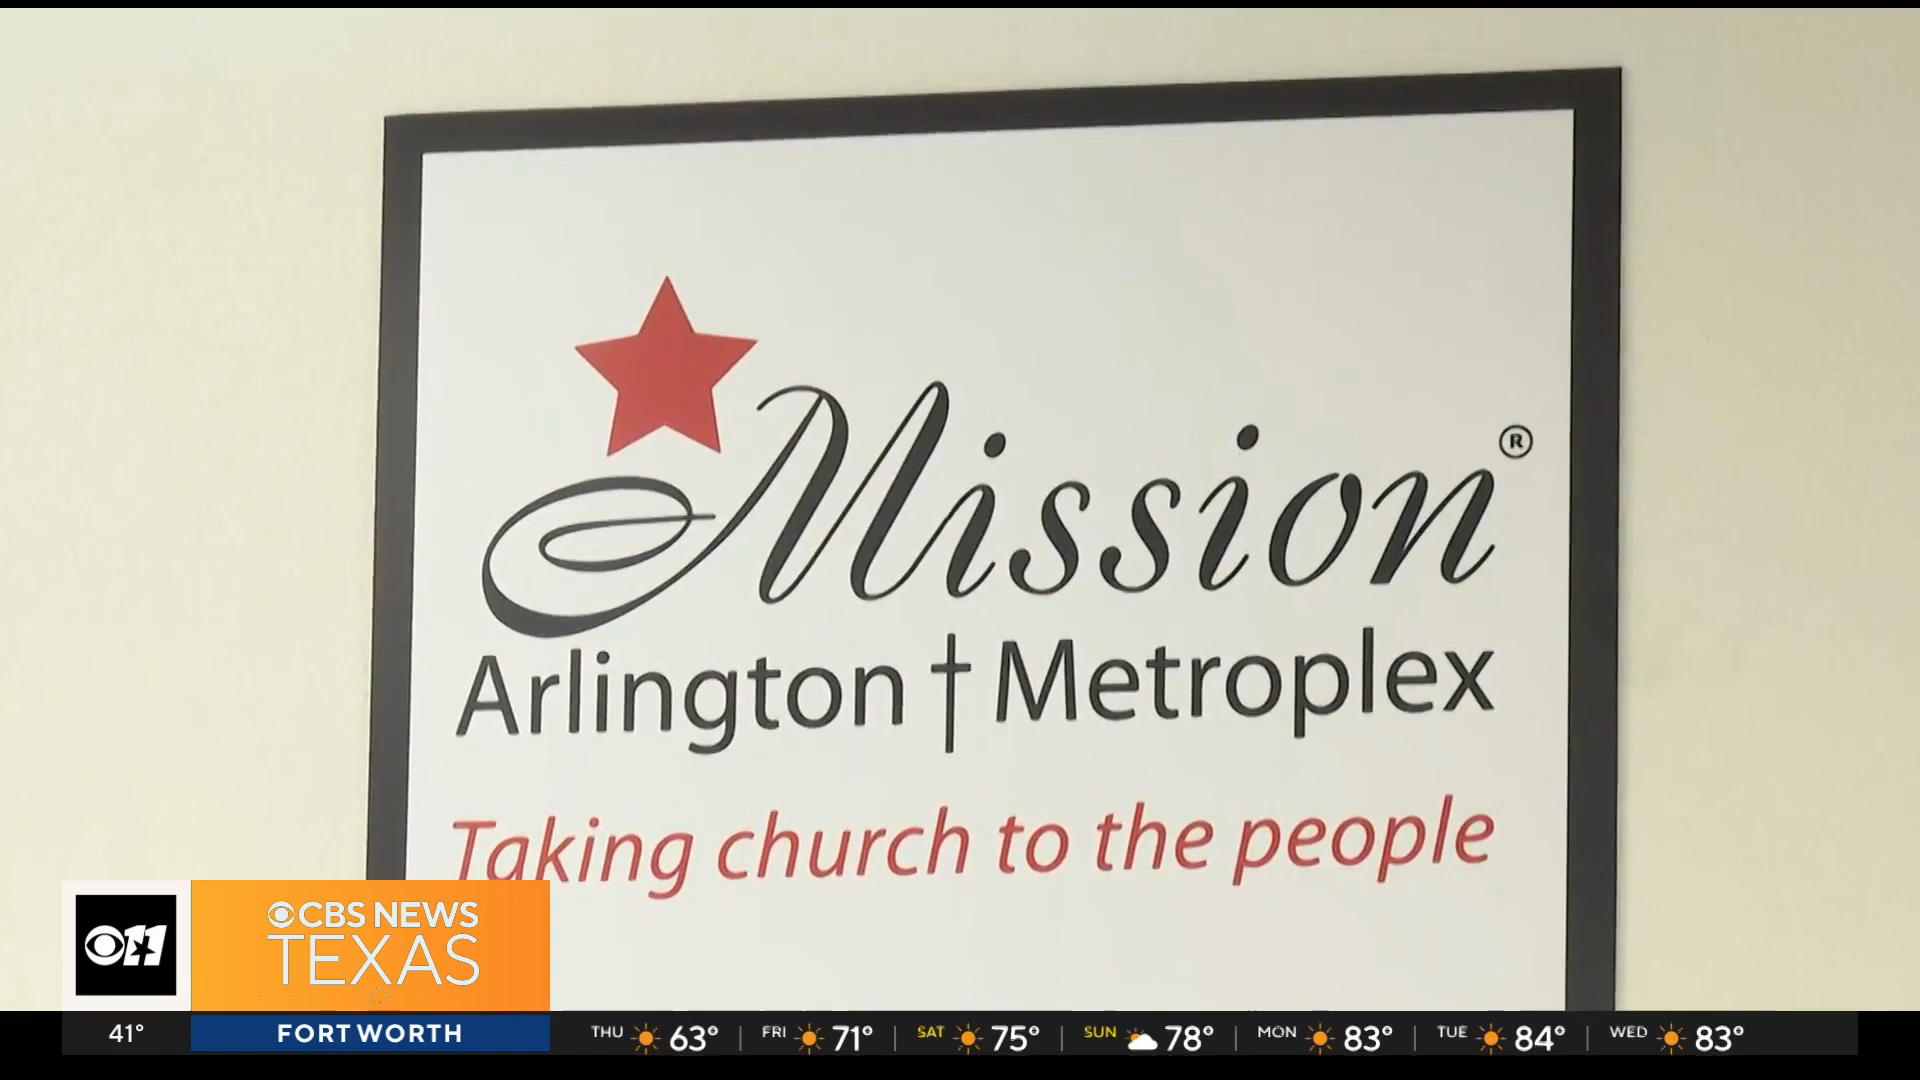 Mission®
Arlington † Metroplex
Taking church to the people
11
CBS NEWS
TEXAS
41° FORT WORTH THU 63° FRI 71° SAT 75° SUN 78° MON 83° TUE 84° WED 83°